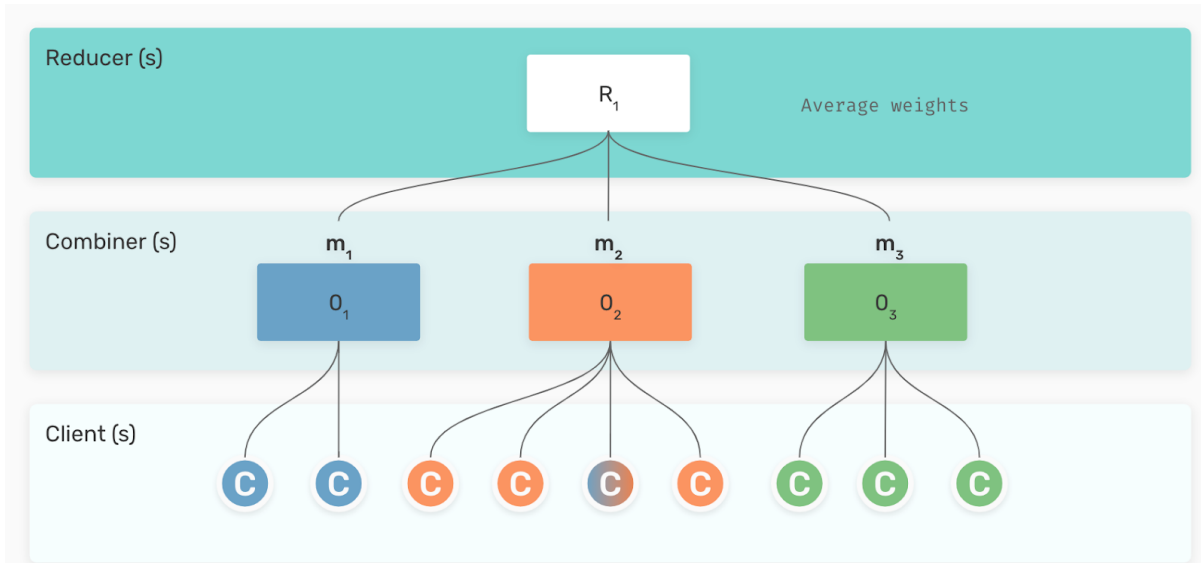 Reducer (s)
R₁
Average weights
Combiner (s)
m₁
m₂
m₃
O₁
O₂
O₃
Client (s)
C
C
C
C
C
C
C
C
C